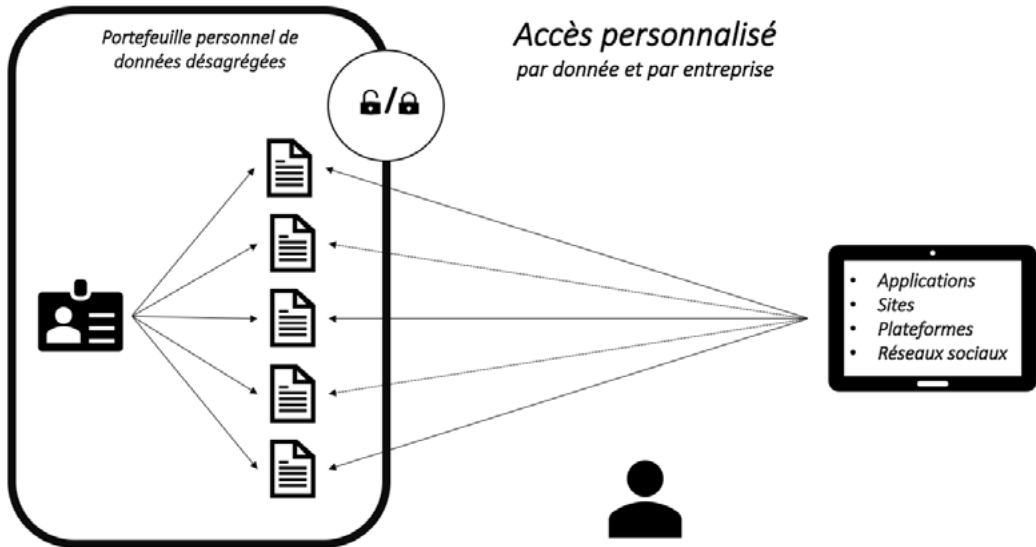 Portefeuille personnel de
données désagrégées
Accès personnalisé
par donnée et par entreprise
/
• Applications
• Sites
• Plateformes
• Réseaux sociaux